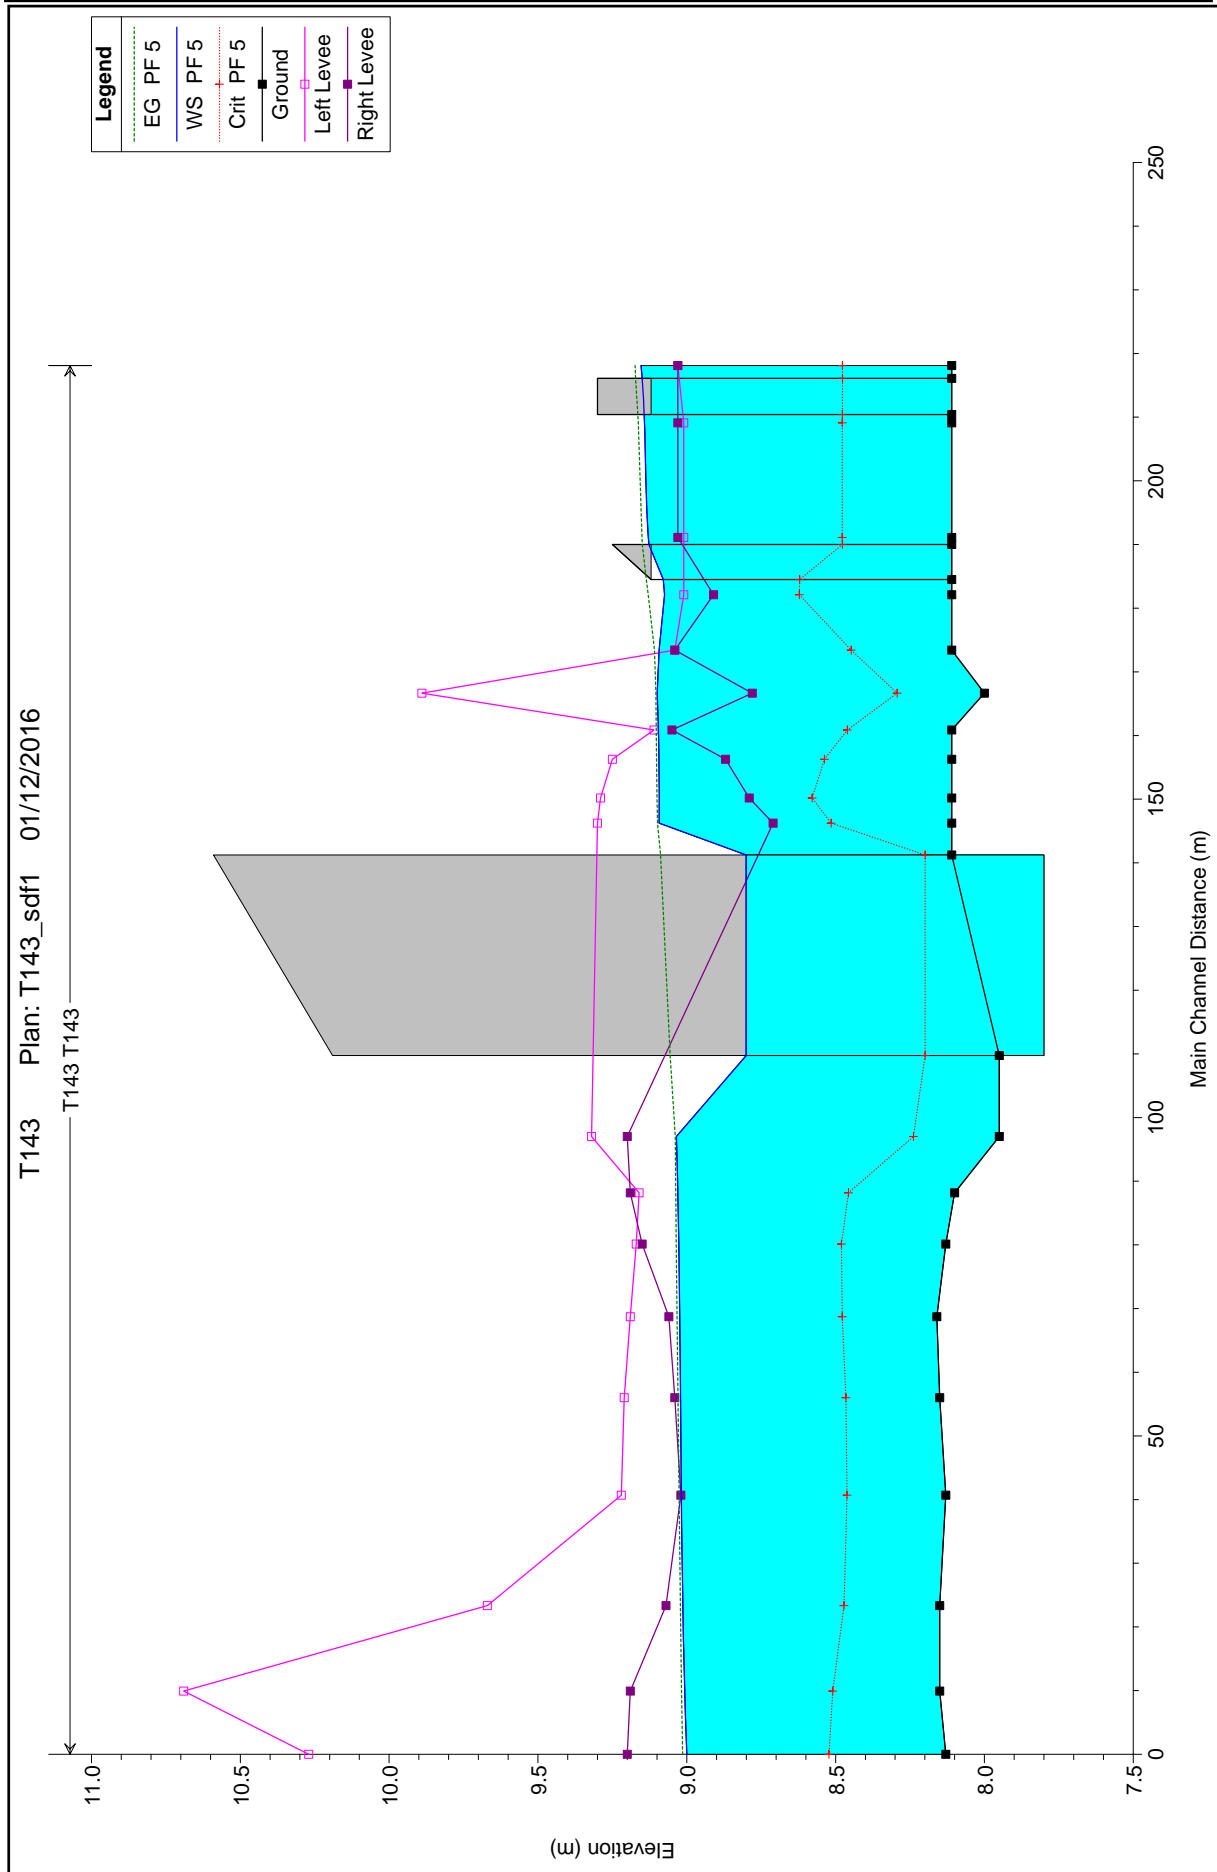 T143 Plan: T143_sdf1 01/12/2016
T143 T143
Legend
EG PF 5
WS PF 5
Crit PF 5
Ground
Left Levee
Right Levee
Elevation (m)
11.0
10.5
10.0
9.5
9.0
8.5
8.0
7.5
0
50
100
150
200
250
Main Channel Distance (m)